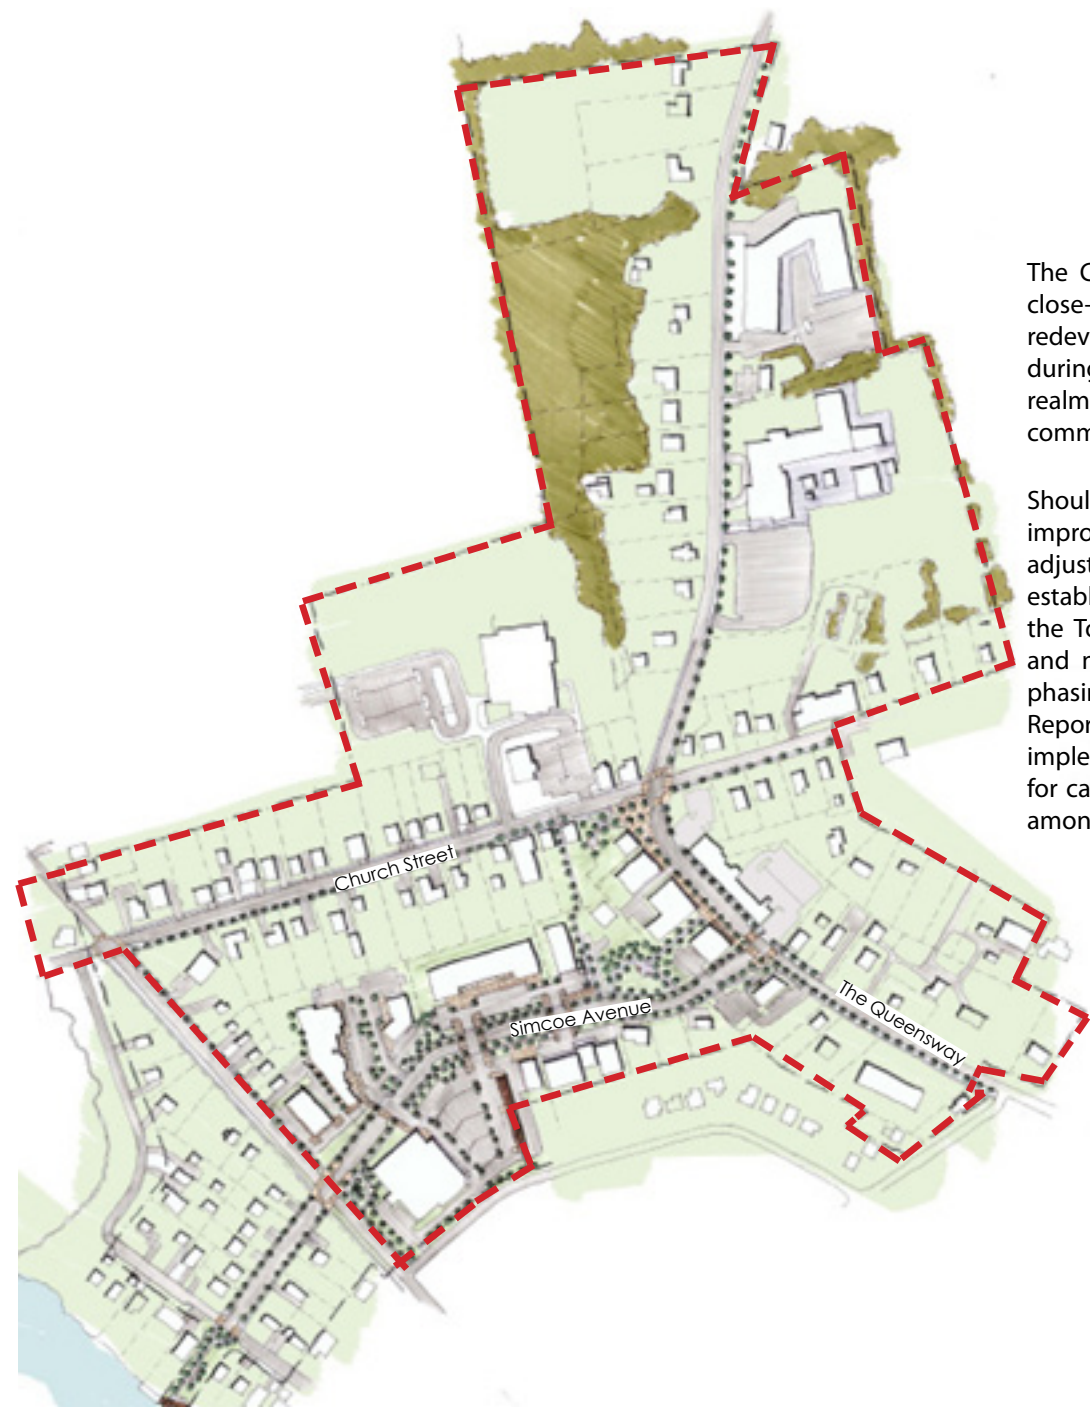 The
close-
redev
during
realm
comm
Shoul
impro
adjust
establ
the To
and
phasin
Repor
imple
for ca
amon
Church Street
Simcoe Avenue
The Queensway